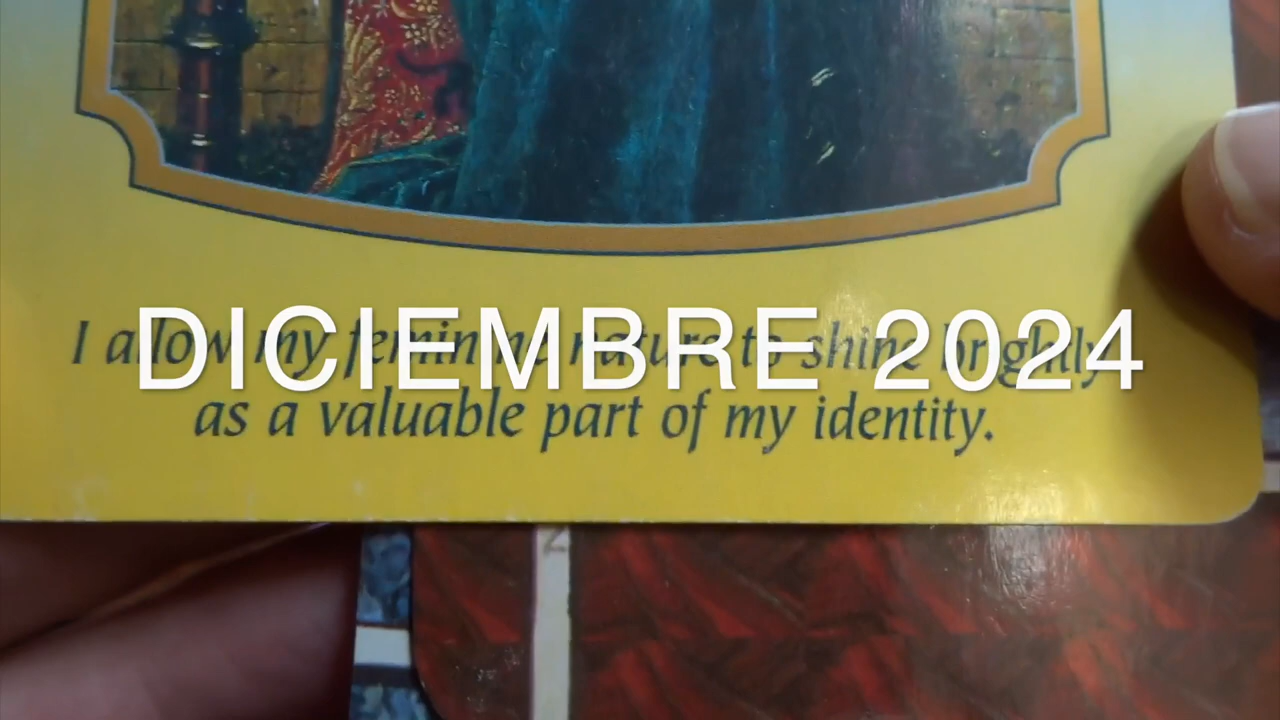 I allow my feminine nature to shine brightly
DICIEMBRE 2024
as a valuable part of my identity.